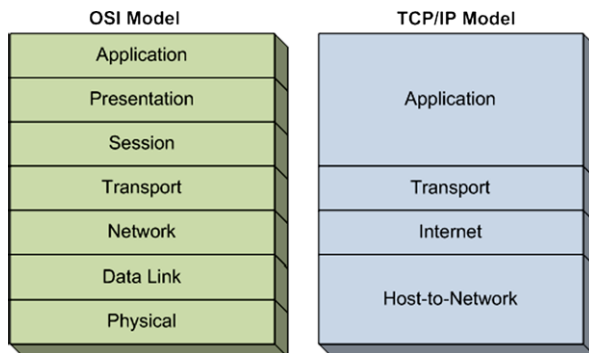 OSI Model
Application
Presentation
Session
Transport
Network
Data Link
Physical
TCP/IP Model
Application
Transport
Internet
Host-to-Network